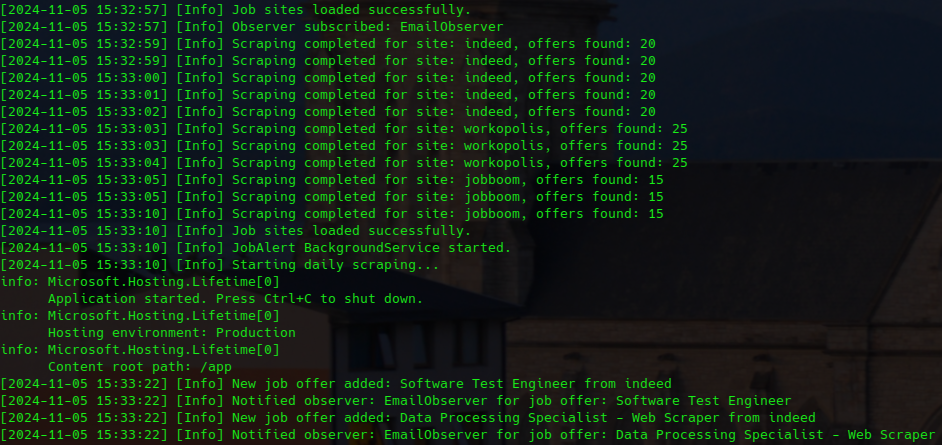 [2024-11-05 15:32:57] [Info] Job sites loaded successfully.
[2024-11-05 15:32:57] [Info] Observer subscribed: EmailObserver
[2024-11-05 15:32:59] [Info] Scraping completed for site: indeed, offers found: 20
[2024-11-05 15:32:59] [Info] Scraping completed for site: indeed, offers found: 20
[2024-11-05 15:33:00] [Info] Scraping completed for site: indeed, offers found: 20
[2024-11-05 15:33:01] [Info] Scraping completed for site: indeed, offers found: 20
[2024-11-05 15:33:02] [Info] Scraping completed for site: indeed, offers found: 20
[2024-11-05 15:33:03] [Info] Scraping completed for site: workopolis, offers found: 25
[2024-11-05 15:33:03] [Info] Scraping completed for site: workopolis, offers found: 25
[2024-11-05 15:33:04] [Info] Scraping completed for site: workopolis, offers found: 25
[2024-11-05 15:33:05] [Info] Scraping completed for site: jobboom, offers found: 15
[2024-11-05 15:33:05] [Info] Scraping completed for site: jobboom, offers found: 15
[2024-11-05 15:33:10] [Info] Scraping completed for site: jobboom, offers found: 15
[2024-11-05 15:33:10] [Info] Job sites loaded successfully.
[2024-11-05 15:33:10] [Info] JobAlert BackgroundService started.
[2024-11-05 15:33:10] [Info] Starting daily scraping...
info: Microsoft.Hosting.Lifetime[0]
      Application started. Press Ctrl+C to shut down.
info: Microsoft.Hosting.Lifetime[0]
      Hosting environment: Production
info: Microsoft.Hosting.Lifetime[0]
      Content root path: /app
[2024-11-05 15:33:22] [Info] New job offer added: Software Test Engineer from indeed
[2024-11-05 15:33:22] [Info] Notified observer: EmailObserver for job offer: Software Test Engineer
[2024-11-05 15:33:22] [Info] New job offer added: Data Processing Specialist - Web Scraper from indeed
[2024-11-05 15:33:22] [Info] Notified observer: EmailObserver for job offer: Data Processing Specialist - Web Scraper